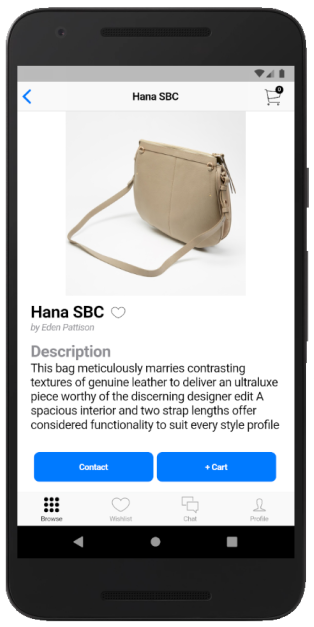 Hana SBC
0
Hana SBC
by Eden Pattison
Description
This bag meticulously marries contrasting
textures of genuine leather to deliver an ultraluxe
piece worthy of the discerning designer edit A
spacious interior and two strap lengths offer
considered functionality to suit every style profile
Contact
+ Cart
Browse
Wishlist
Chat
Profile